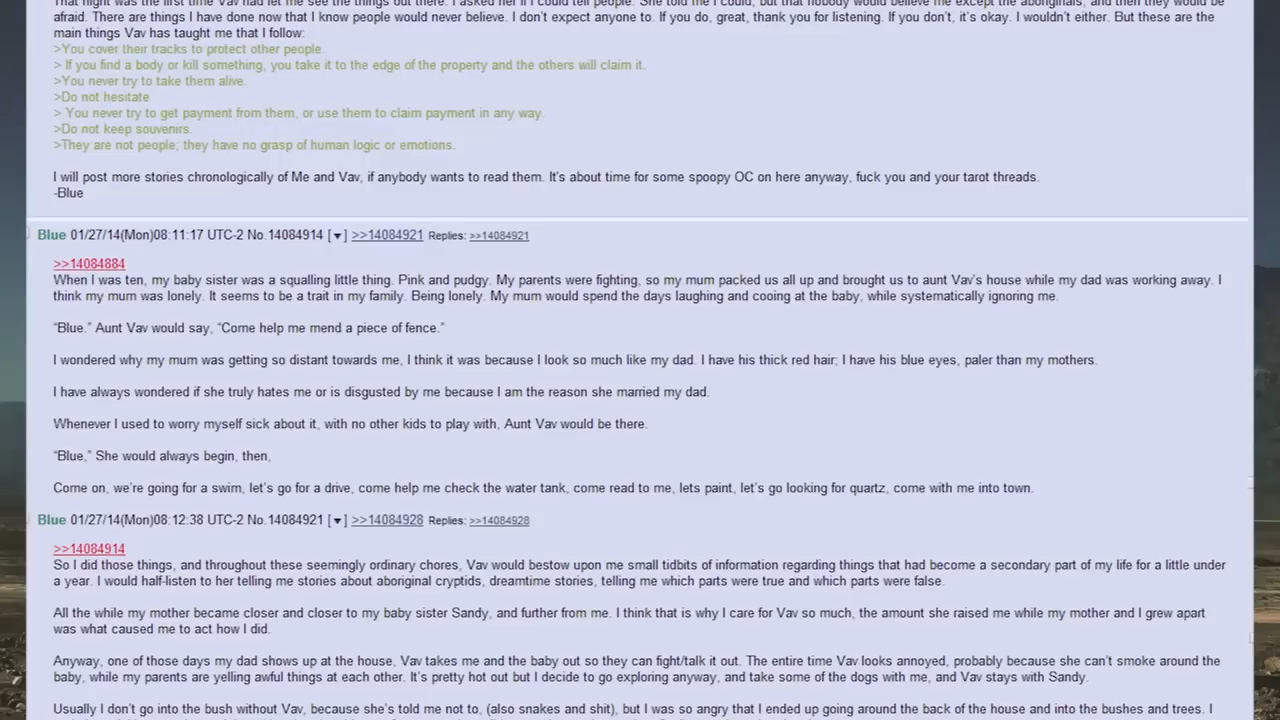 That night was the first time Vav had let me see the things out there. I asked her if I could tell people. She told me I could, but that nobody would believe me except the aboriginals, and then they would be
afraid. There are things I have done now that I know people would never believe. I don't expect anyone to. If you do, great, thank you for listening. If you don't, it's okay. I wouldn't either. But these are the
main things Vav has taught me that I follow:
>You cover their tracks to protect other people.
> If you find a body or kill something, you take it to the edge of the property and the others will claim it.
>You never try to take them alive.
>Do not hesitate
> You never try to get payment from them, or use them to claim payment in any way.
>Do not keep souvenirs.
>They are not people; they have no grasp of human logic or emotions.
I will post more stories chronologically of Me and Vav, if anybody wants to read them. It's about time for some spoopy OC on here anyway, fuck you and your tarot threads.
-Blue
Blue 01/27/14(Mon)08:11:17 UTC-2 No.14084914 [▼] >>14084921 Replies: >>14084921
>>14084884
When I was ten, my baby sister was a squalling little thing. Pink and pudgy. My parents were fighting, so my mum packed us all up and brought us to aunt Vav's house while my dad was working away. I
think my mum was lonely. It seems to be a trait in my family. Being lonely. My mum would spend the days laughing and cooing at the baby, while systematically ignoring me.
"Blue." Aunt Vav would say, "Come help me mend a piece of fence."
I wondered why my mum was getting so distant towards me, I think it was because I look so much like my dad. I have his thick red hair; I have his blue eyes, paler than my mothers.
I have always wondered if she truly hates me or is disgusted by me because I am the reason she married my dad.
Whenever I used to worry myself sick about it, with no other kids to play with, Aunt Vav would be there.
"Blue," She would always begin, then,
Come on, we're going for a swim, let's go for a drive, come help me check the water tank, come read to me, lets paint, let's go looking for quartz, come with me into town.
Blue 01/27/14(Mon)08:12:38 UTC-2 No.14084921 [▼] >>14084928 Replies: >>14084928
>>14084914
So I did those things, and throughout these seemingly ordinary chores, Vav would bestow upon me small tidbits of information regarding things that had become a secondary part of my life for a little under
a year. I would half-listen to her telling me stories about aboriginal cryptids, dreamtime stories, telling me which parts were true and which parts were false.
All the while my mother became closer and closer to my baby sister Sandy, and further from me. I think that is why I care for Vav so much, the amount she raised me while my mother and I grew apart
was what caused me to act how I did.
Anyway, one of those days my dad shows up at the house, Vav takes me and the baby out so they can fight/talk it out. The entire time Vav looks annoyed, probably because she can't smoke around the
baby, while my parents are yelling awful things at each other. It's pretty hot out but I decide to go exploring anyway, and take some of the dogs with me, and Vav stays with Sandy.
Usually I don't go into the bush without Vav, because she's told me not to, (also snakes and shit), but I was so angry that I ended up going around the back of the house and into the bushes and trees. I